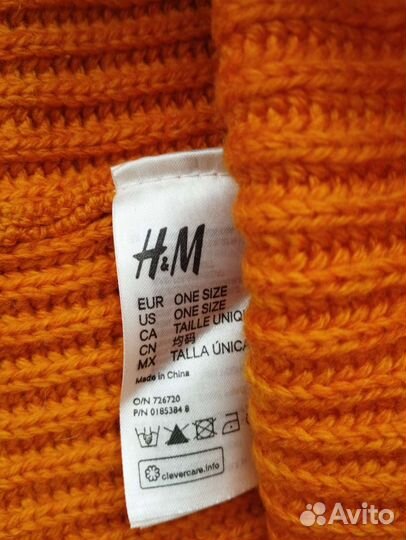 H&M
EUR ONE SIZE
US ONE SIZE
CA TAILLE UNIQU
CN 均码
MX TALLA ÚNICA
Made in China
O/N 726720
P/N 0185384 8
clevercare.info
Avito